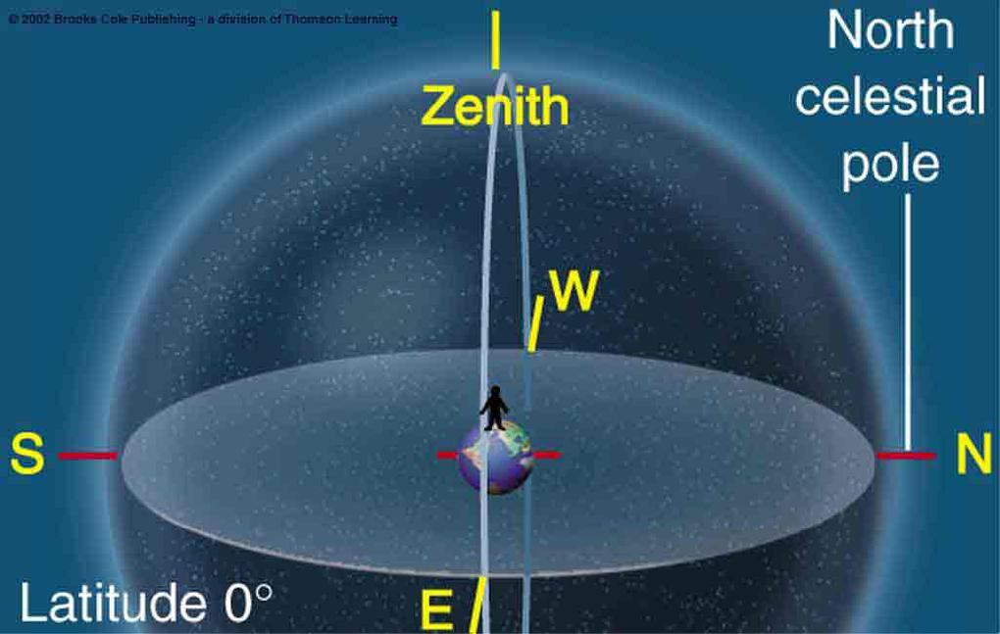 © 2002 Brooks Cole Publishing - a division of Thomson Learning
Zenith
North
celestial
pole
W
S
N
E
Latitude 0°